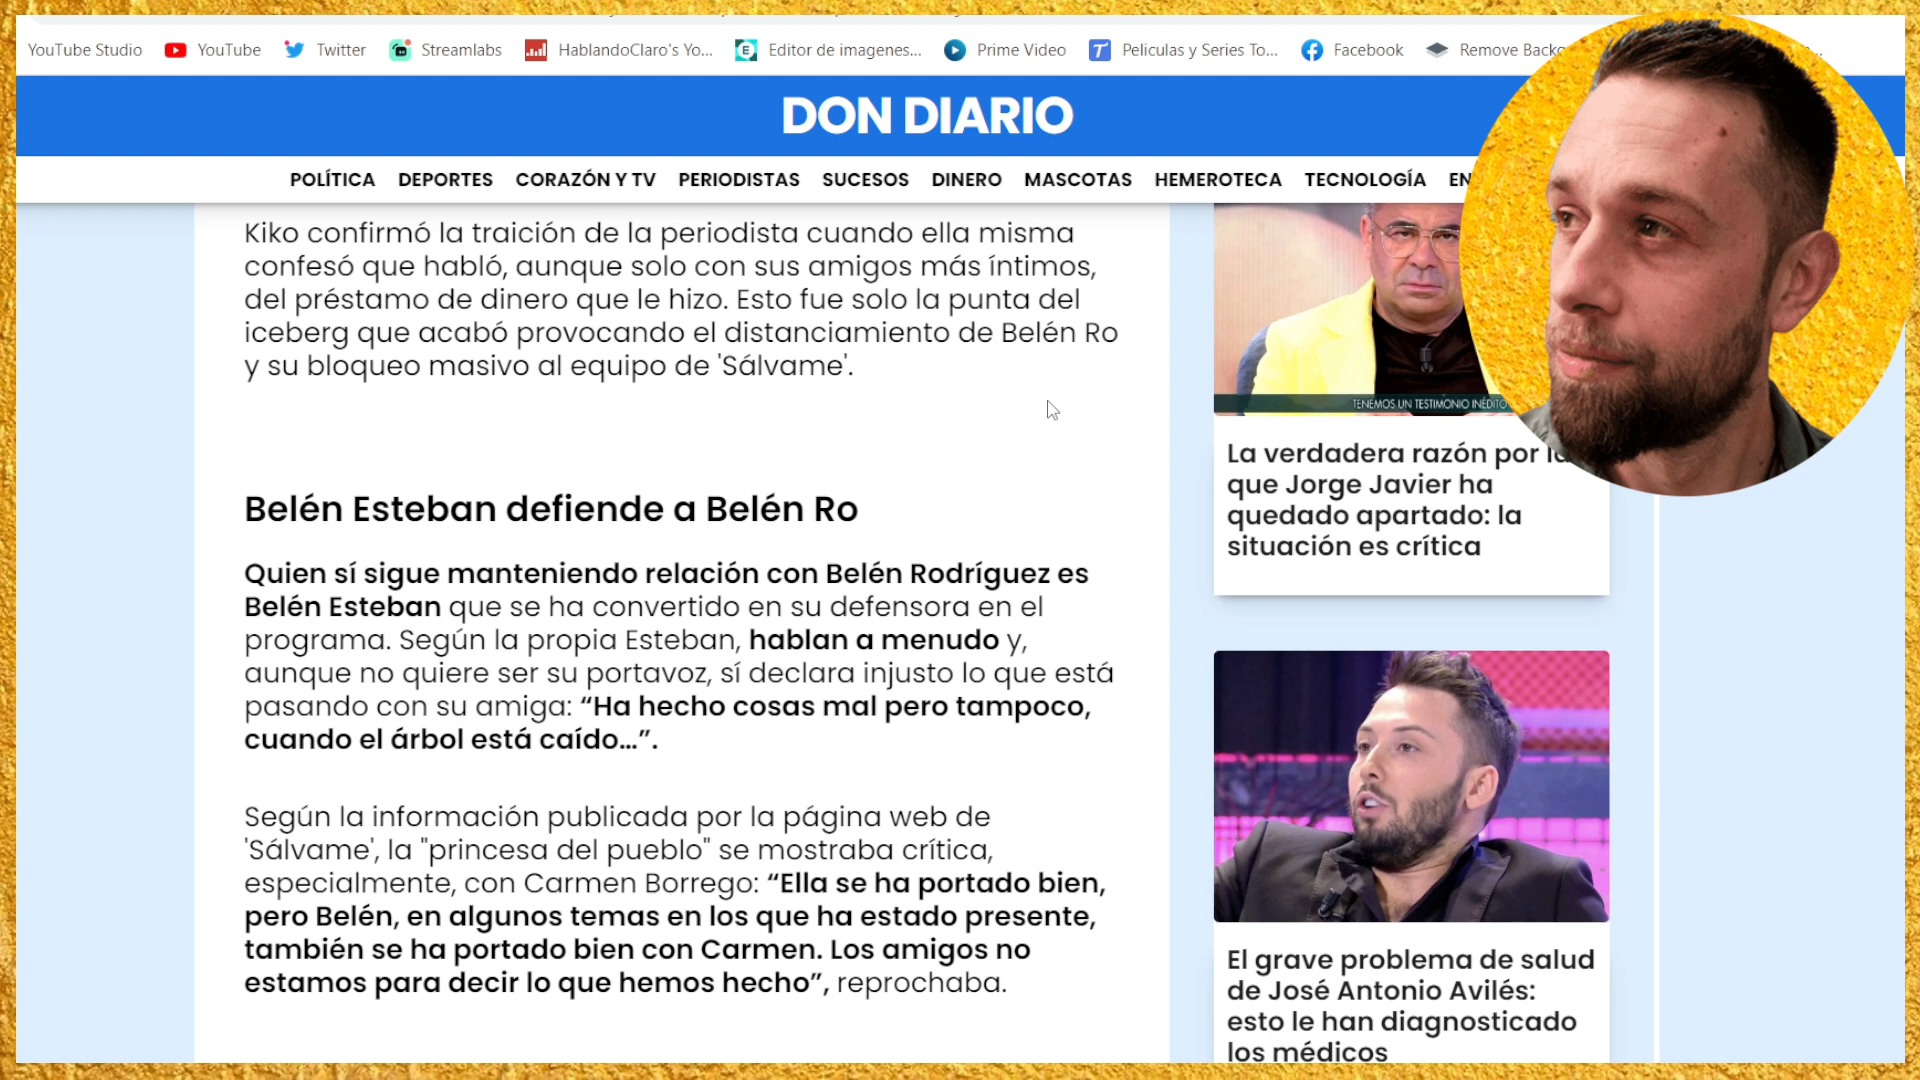 YouTube Studio YouTube Twitter Streamlabs HablandoClaro's Yo... Editor de imagenes... Prime Video Peliculas y Series To... Facebook Remove
DON DIARIO
POLÍTICA DEPORTES CORAZÓN Y TV PERIODISTAS SUCESOS DINERO MASCOTAS HEMEROTECA TECNOLOGÍA
Kiko confirmó la traición de la periodista cuando ella misma
confesó que habló, aunque solo con sus amigos más íntimos,
del préstamo de dinero que le hizo. Esto fue solo la punta del
iceberg que acabó provocando el distanciamiento de Belén Ro
y su bloqueo masivo al equipo de 'Sálvame'.
Belén Esteban defiende a Belén Ro
Quien sí sigue manteniendo relación con Belén Rodríguez es
Belén Esteban que se ha convertido en su defensora en el
programa. Según la propia Esteban, hablan a menudo y,
aunque no quiere ser su portavoz, sí declara injusto lo que está
pasando con su amiga: “Ha hecho cosas mal pero tampoco,
cuando el árbol está caído...”.
Según la información publicada por la página web de
'Sálvame', la "princesa del pueblo" se mostraba crítica,
especialmente, con Carmen Borrego: “Ella se ha portado bien,
pero Belén, en algunos temas en los que ha estado presente,
también se ha portado bien con Carmen. Los amigos no
estamos para decir lo que hemos hecho”, reprochaba.
TENEMOS UN TESTIMONIO INÉDITO
La verdadera razón por la
que Jorge Javier ha
quedado apartado: la
situación es crítica
El grave problema de salud
de José Antonio Avilés:
esto le han diagnosticado
los médicos